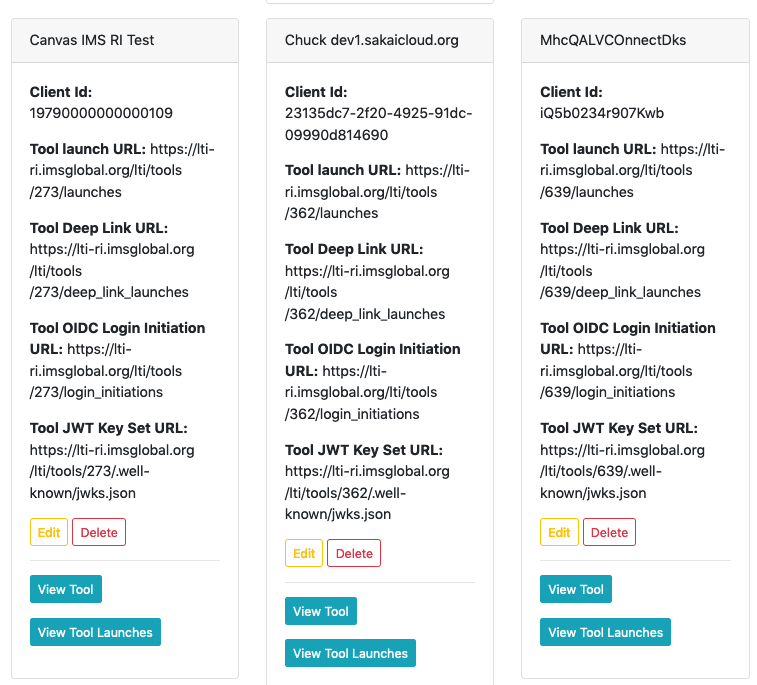 Canvas IMS RI Test
Client Id:
19790000000000109
Tool launch URL: https://lti-
ri.imsglobal.org/lti/tools
/273/launches
Tool Deep Link URL:
https://lti-ri.imsglobal.org
/lti/tools
/273/deep_link_launches
Tool OIDC Login Initiation
URL: https://lti-
ri.imsglobal.org/lti/tools
/273/login_initiations
Tool JWT Key Set URL:
https://lti-ri.imsglobal.org
/lti/tools/273/.well-
known/jwks.json
Edit
Delete
View Tool
View Tool Launches
Chuck dev1.sakaicloud.org
Client Id:
23135dc7-2f20-4925-91dc-
09990d814690
Tool launch URL: https://lti-
ri.imsglobal.org/lti/tools
/362/launches
Tool Deep Link URL:
https://lti-ri.imsglobal.org
/lti/tools
/362/deep_link_launches
Tool OIDC Login Initiation
URL: https://lti-
ri.imsglobal.org/lti/tools
/362/login_initiations
Tool JWT Key Set URL:
https://lti-ri.imsglobal.org
/lti/tools/362/.well-
known/jwks.json
Edit
Delete
View Tool
View Tool Launches
MhcQALVCOnnectDks
Client Id:
iQ5b0234r907Kwb
Tool launch URL: https://lti-
ri.imsglobal.org/lti/tools
/639/launches
Tool Deep Link URL:
https://lti-ri.imsglobal.org
/lti/tools
/639/deep_link_launches
Tool OIDC Login Initiation
URL: https://lti-
ri.imsglobal.org/lti/tools
/639/login_initiations
Tool JWT Key Set URL:
https://lti-ri.imsglobal.org
/lti/tools/639/.well-
known/jwks.json
Edit
Delete
View Tool
View Tool Launches